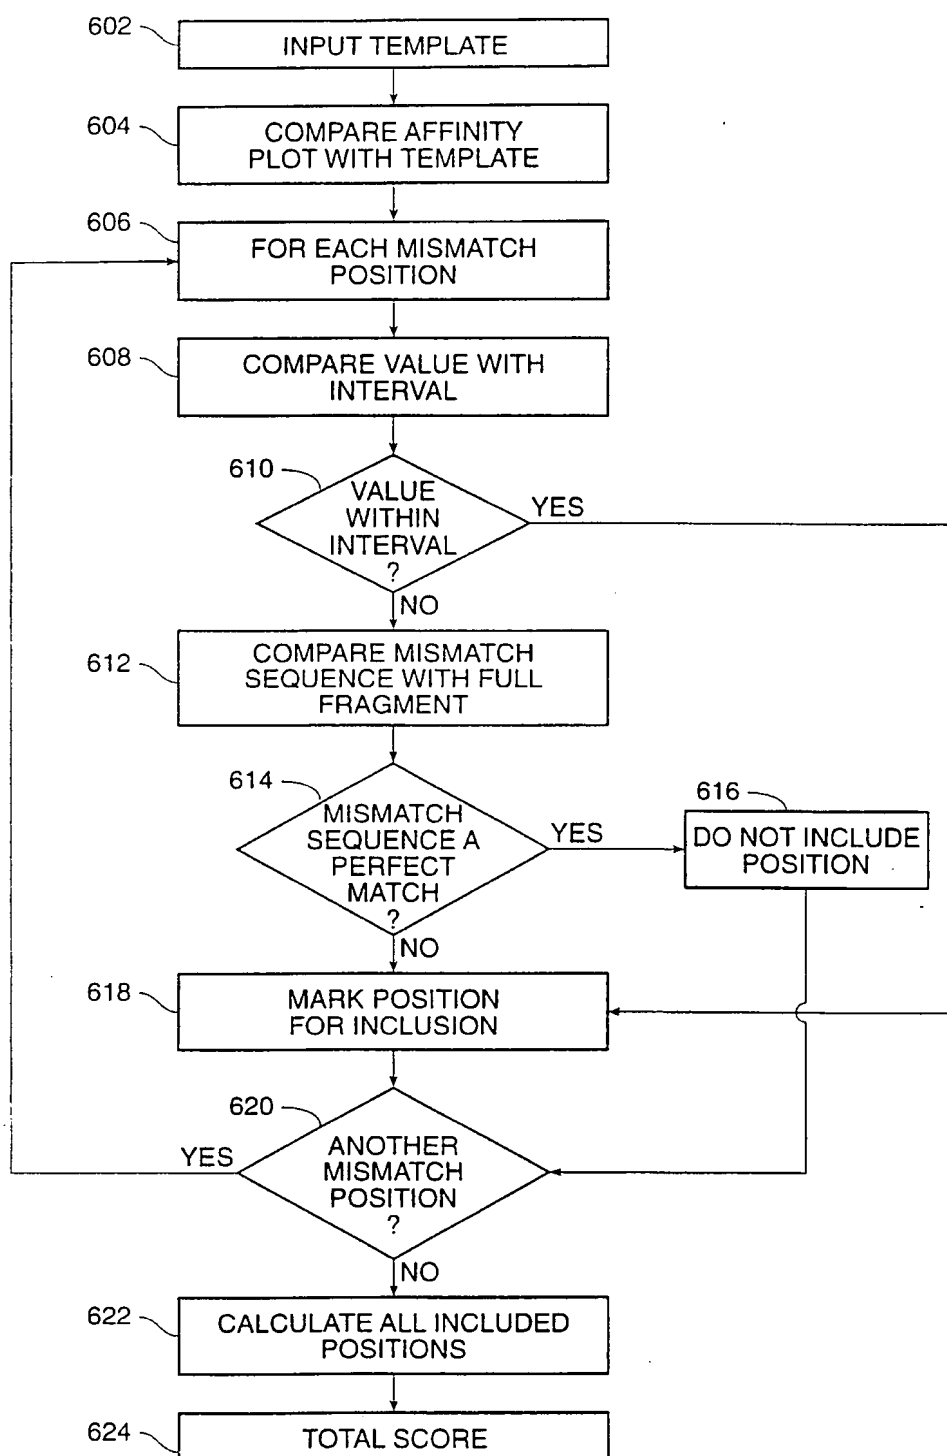 602
INPUT TEMPLATE
604
COMPARE AFFINITY
PLOT WITH TEMPLATE
606
FOR EACH MISMATCH
POSITION
608
COMPARE VALUE WITH
INTERVAL
610
VALUE
WITHIN
INTERVAL
?
YES
NO
612
COMPARE MISMATCH
SEQUENCE WITH FULL
FRAGMENT
614
MISMATCH
SEQUENCE A
PERFECT
MATCH
?
YES
616
DO NOT INCLUDE
POSITION
NO
618
MARK POSITION
FOR INCLUSION
620
ANOTHER
MISMATCH
POSITION
?
YES
NO
622
CALCULATE ALL INCLUDED
POSITIONS
624
TOTAL SCORE